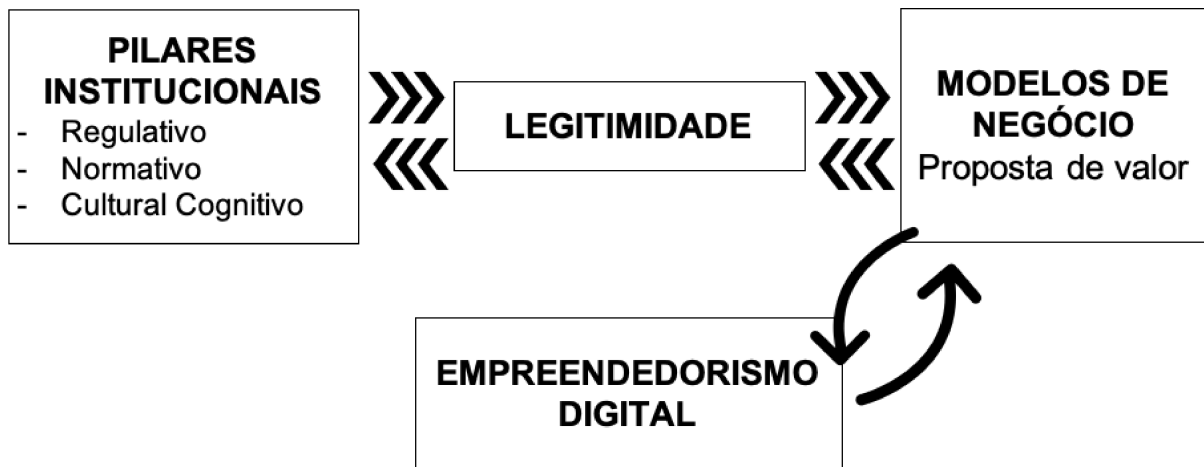 PILARES
INSTITUCIONAIS
- Regulativo
- Normativo
- Cultural Cognitivo
LEGITIMIDADE
MODELOS DE
NEGÓCIO
Proposta de valor
EMPREENDEDORISMO
DIGITAL